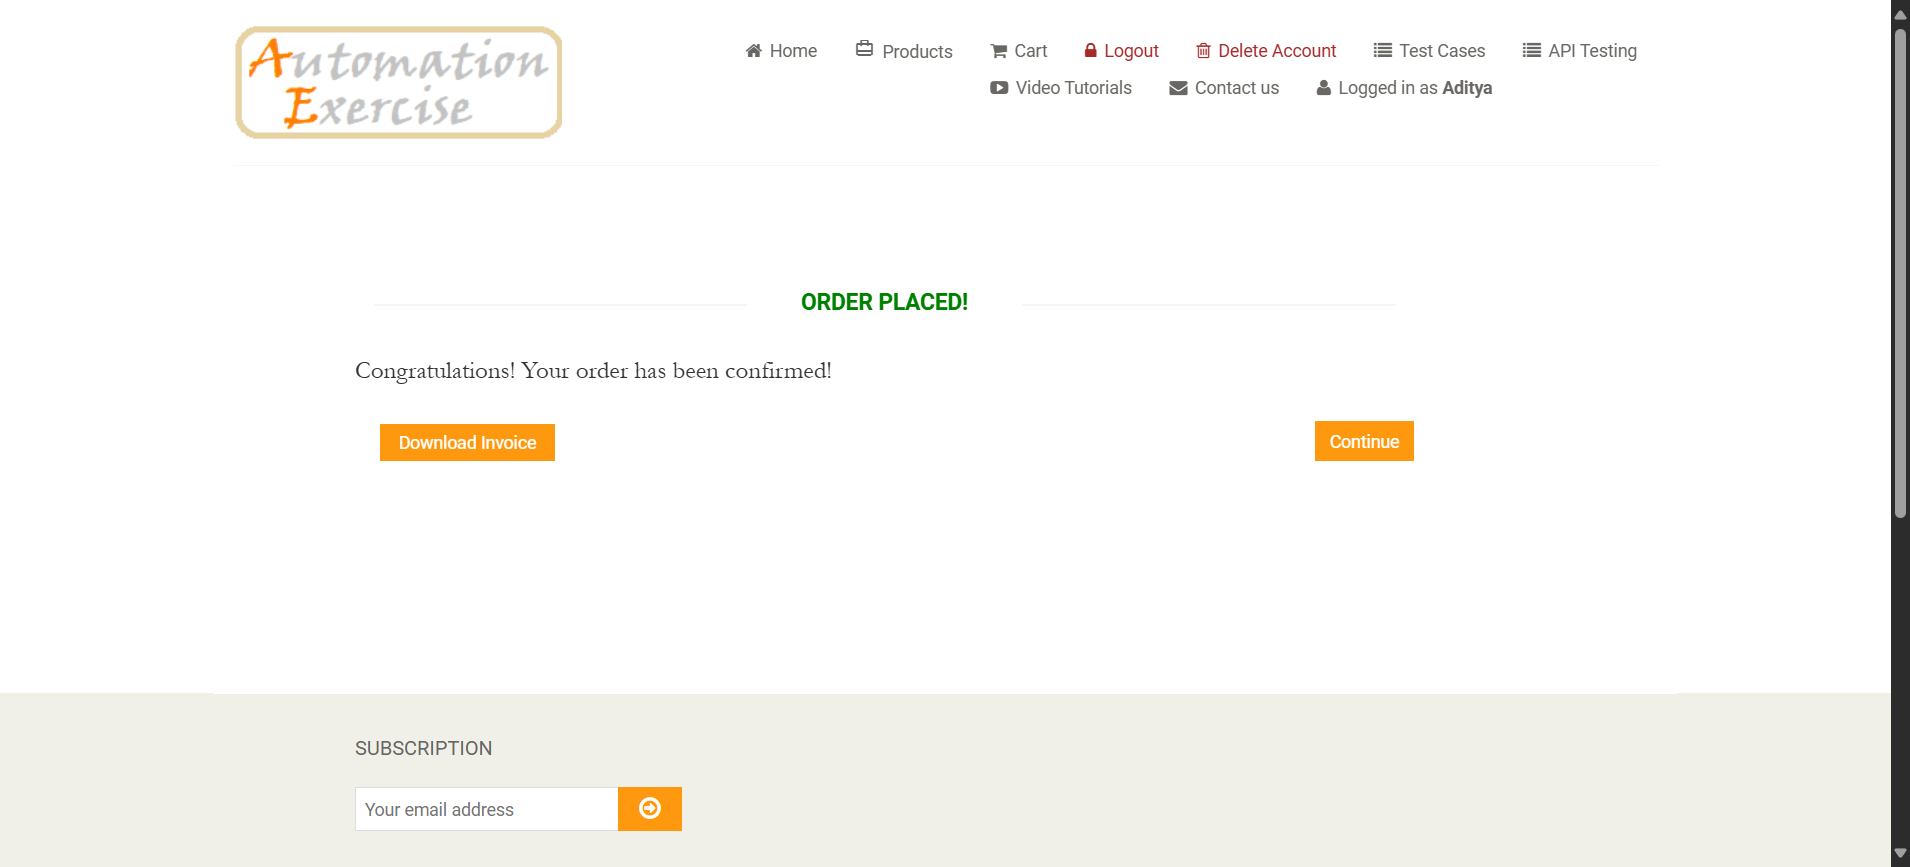 Automation
Exercise
Home Products Cart Logout Delete Account Test Cases API Testing
Video Tutorials Contact us Logged in as Aditya
ORDER PLACED!
Congratulations! Your order has been confirmed!
Download Invoice Continue
SUBSCRIPTION
Your email address